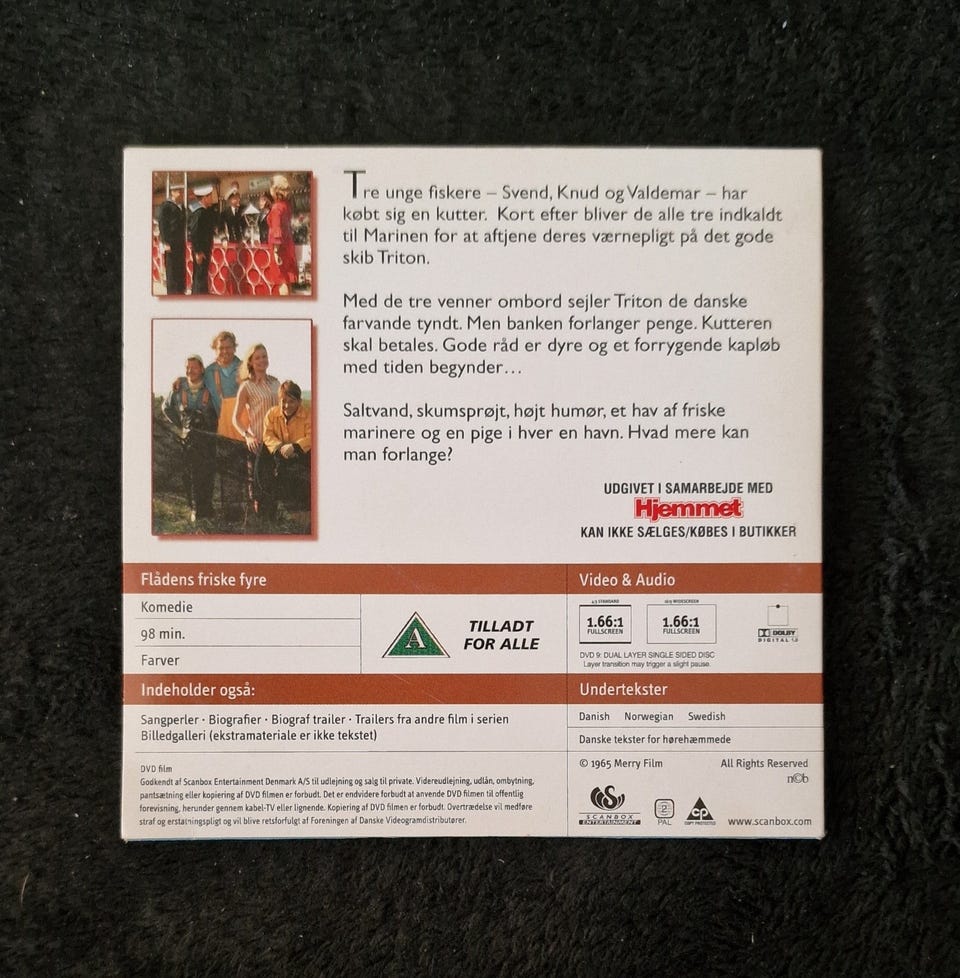 Tre unge fiskere – Svend, Knud og Valdemar – har
købt sig en kutter. Kort efter bliver de alle tre indkaldt
til Marinen for at aftjene deres værnepligt på det gode
skib Triton.
Med de tre venner ombord sejler Triton de danske
farvande tyndt. Men banken forlanger penge. Kutteren
skal betales. Gode råd er dyre og et forrygende kapløb
med tiden begynder...
Saltvand, skumsprøjt, højt humør, et hav af friske
marinere og en pige i hver en havn. Hvad mere kan
man forlange?
UDGIVET I SAMARBEJDE MED
Hjemmet
KAN IKKE SÆLGES/KØBES I BUTIKKER
Flådens friske fyre
Komedie
98 min.
Farver
A
TILLADT
FOR ALLE
Video & Audio
4:3 STANDARD
1.66:1
FULLSCREEN
16:9 WIDESCREEN
1.66:1
FULLSCREEN
DOLBY
DIGITAL
DVD 9: DUAL LAYER SINGLE SIDED DISC
Layer transition may trigger a slight pause.
Indeholder også:
Sangperler · Biografier · Biograf trailer · Trailers fra andre film i serien
Billedgalleri (ekstramateriale er ikke tekstet)
Undertekster
Danish Norwegian Swedish
Danske tekster for hørehæmmede
DVD film
Godkendt af Scanbox Entertainment Denmark A/S til udlejning og salg til private. Videreudlejning, udlån, ombytning,
pantsætning eller kopiering af DVD filmen er forbudt. Det er endvidere forbudt at anvende DVD filmen til offentlig
forevisning, herunder gennem kabel-TV eller lignende. Kopiering af DVD filmen er forbudt. Overtrædelse vil medføre
straf og erstatningspligt og vil blive retsforfulgt af Foreningen af Danske Videogramdistributører.
© 1965 Merry Film All Rights Reserved
n©b
SCANBOX
ENTERTAINMENT
2
PAL
CP
COPY PROTECTED
www.scanbox.com